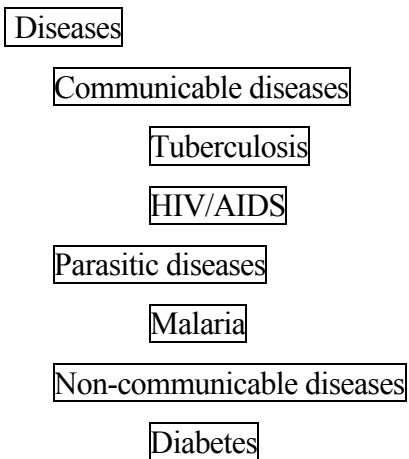 Diseases
Communicable diseases
Tuberculosis
HIV/AIDS
Parasitic diseases
Malaria
Non-communicable diseases
Diabetes